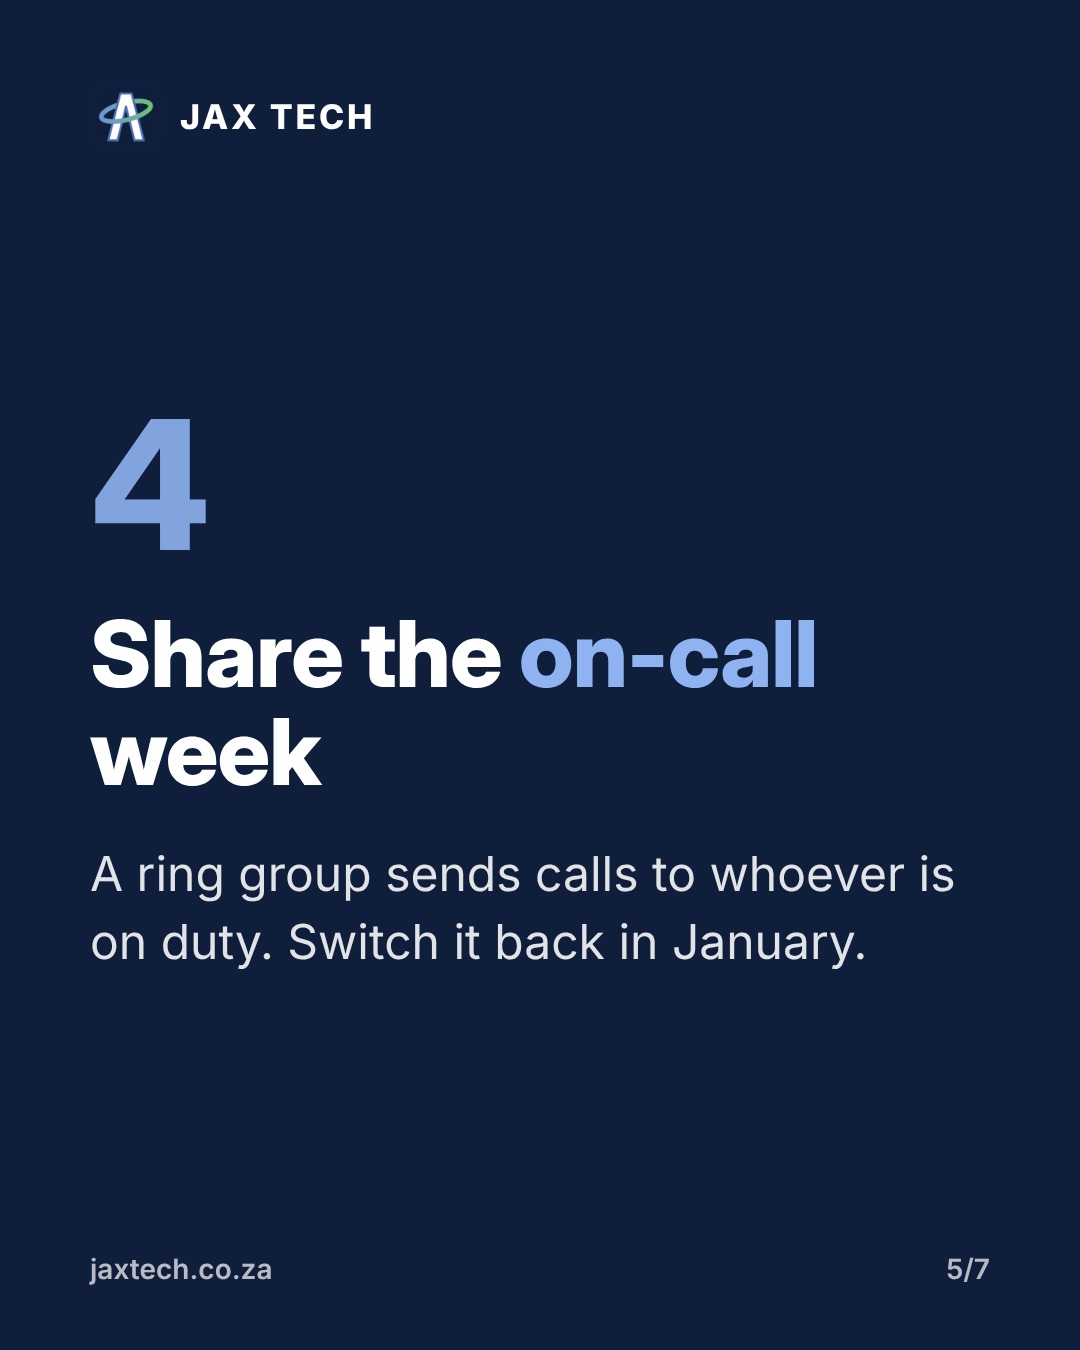 JAX TECH
4
Share the on-call
week
A ring group sends calls to whoever is
on duty. Switch it back in January.
jaxtech.co.za
5/7